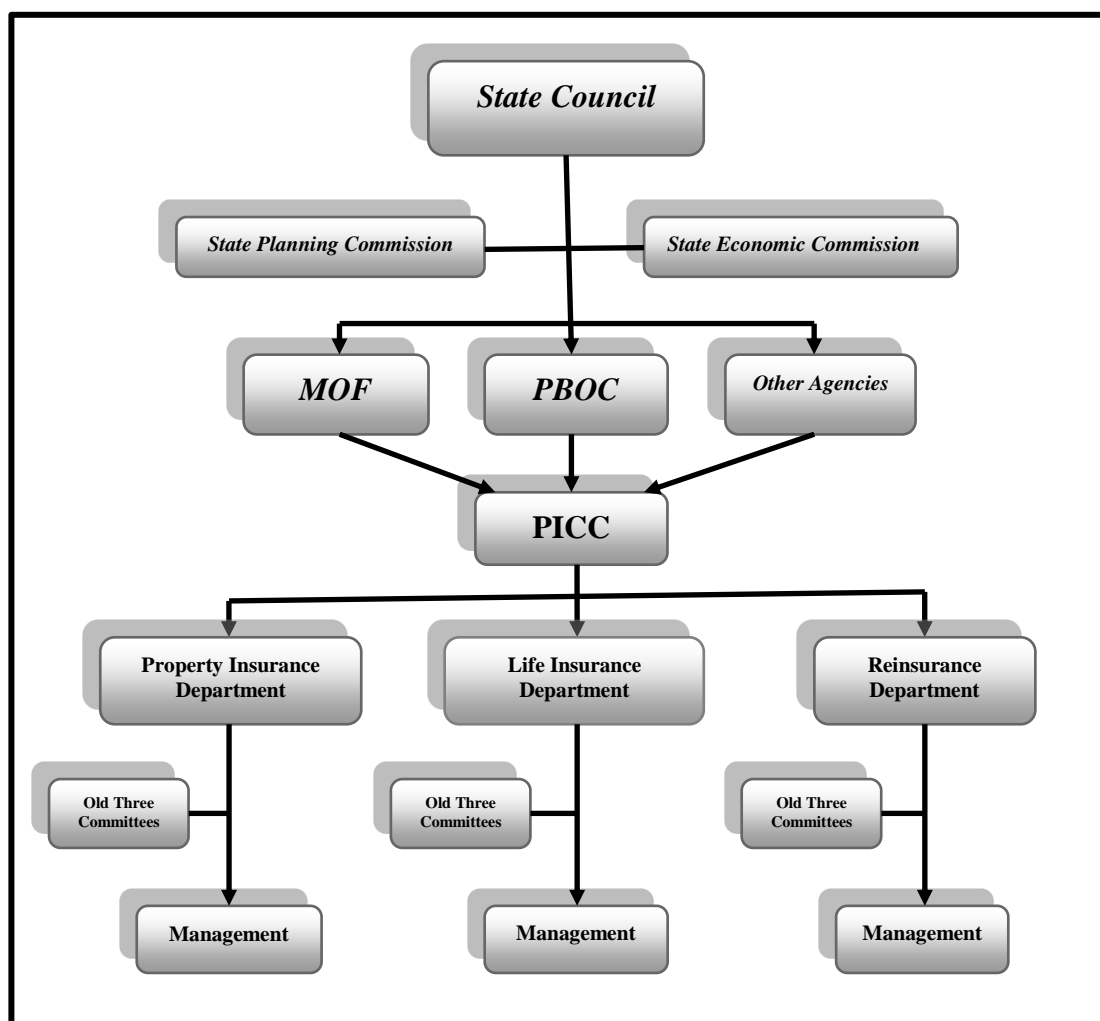 State Council
State Planning Commission
State Economic Commission
MOF
PBOC
Other Agencies
PICC
Property Insurance
Department
Life Insurance
Department
Reinsurance
Department
Old Three
Committees
Old Three
Committees
Old Three
Committees
Management
Management
Management